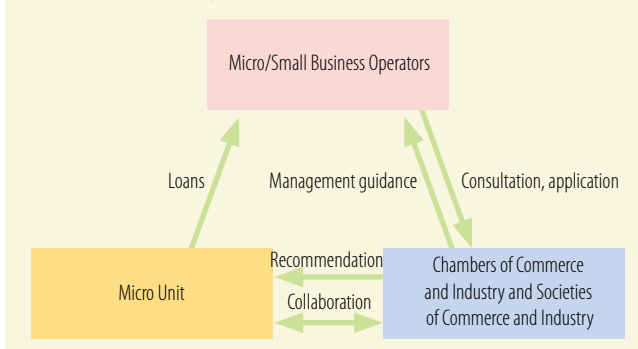 Micro/Small Business Operators
Loans
Management guidance
Consultation, application
Recommendation
Micro Unit
Collaboration
Chambers of Commerce
and Industry and Societies
of Commerce and Industry